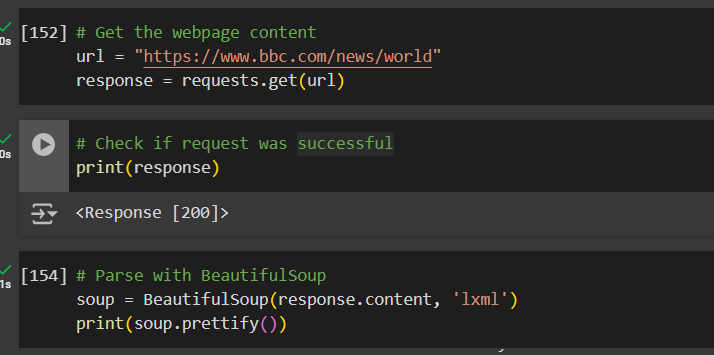 [152] # Get the webpage content
url = "https://www.bbc.com/news/world"
response = requests.get(url)
0s
# Check if request was successful
print(response)
0s
<Response [200]>
[154] # Parse with BeautifulSoup
soup = BeautifulSoup(response.content, 'lxml')
1s
print(soup.prettify())